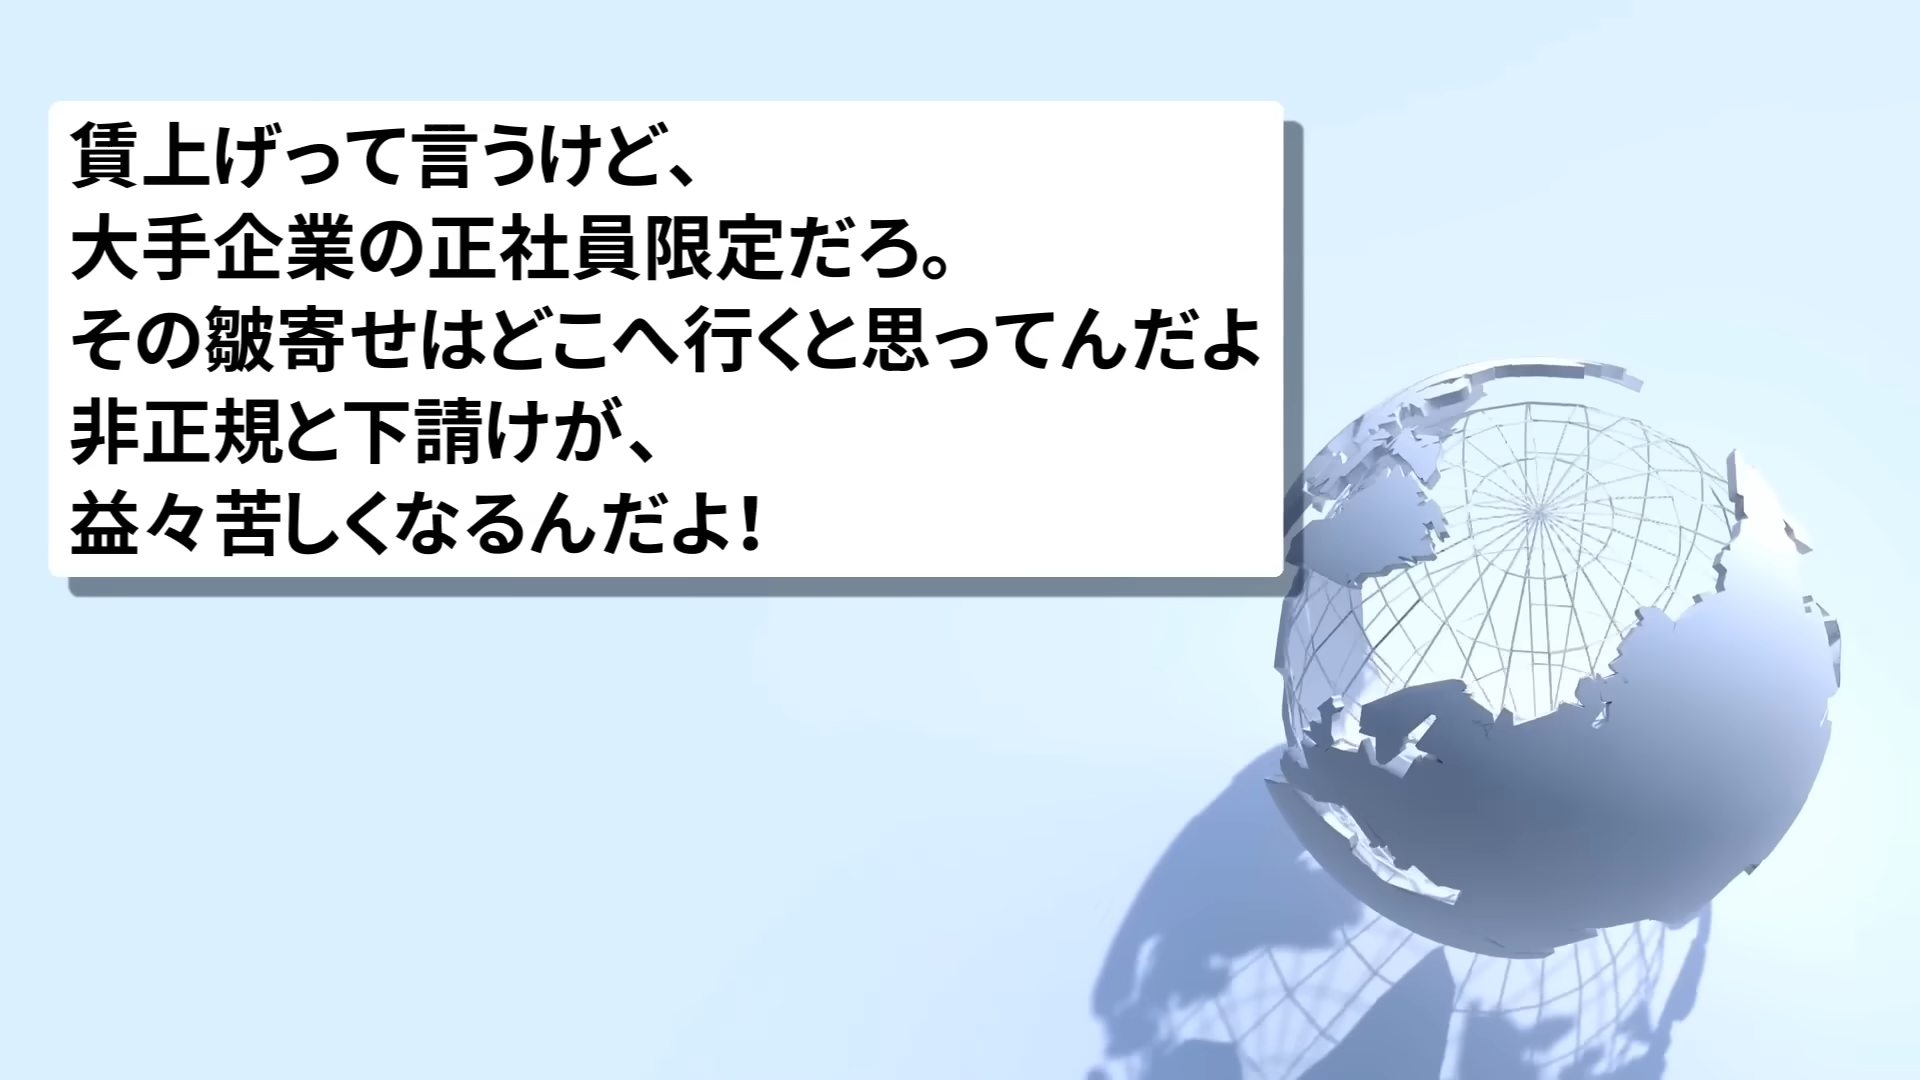 賃上げって言うけど、
大手企業の正社員限定だろ。
その皺寄せはどこへ行くと思ってんだよ
非正規と下請けが、
益々苦しくなるんだよ！